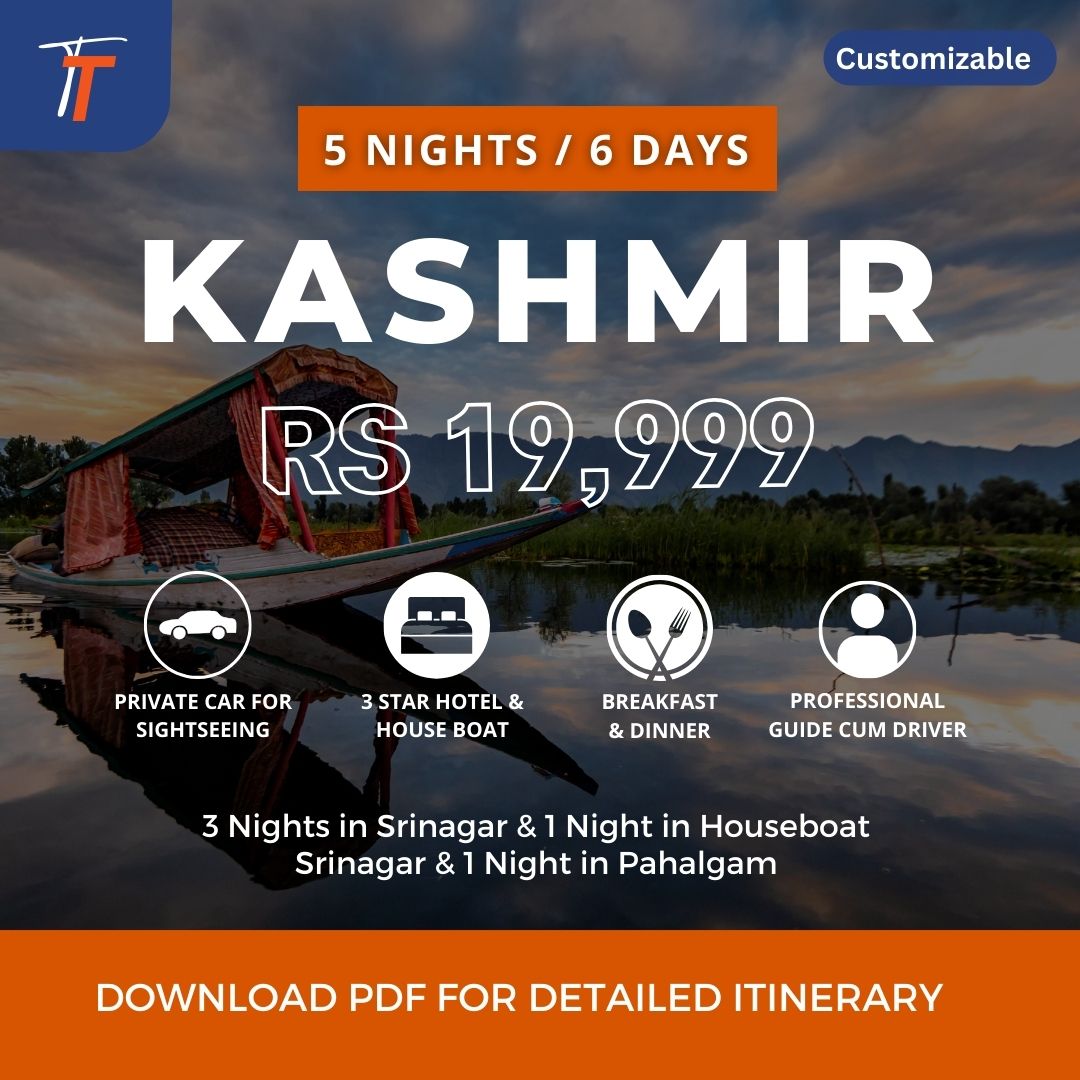 TT
Customizable
5 NIGHTS / 6 DAYS
KASHMIR
RS 19,999
PRIVATE CAR FOR
SIGHTSEEING
3 STAR HOTEL &
HOUSE BOAT
BREAKFAST
& DINNER
PROFESSIONAL
GUIDE CUM DRIVER
3 Nights in Srinagar & 1 Night in Houseboat
Srinagar & 1 Night in Pahalgam
DOWNLOAD PDF FOR DETAILED ITINERARY